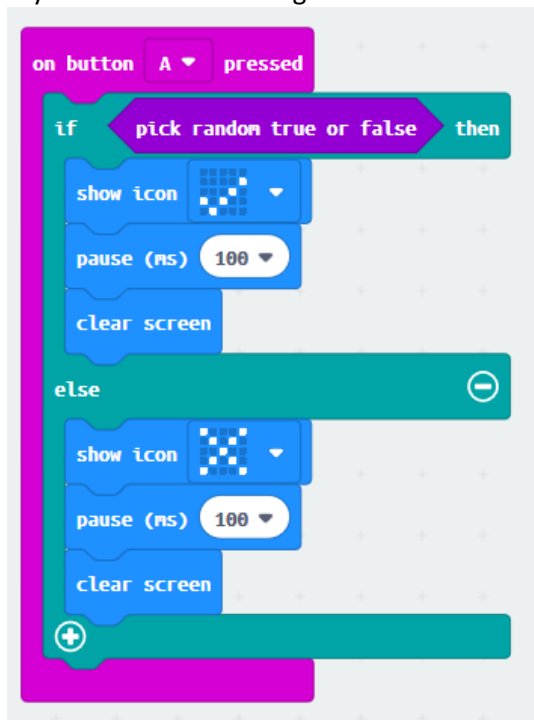 on button A pressed
if pick random true or false then
show icon
pause (ms) 100
clear screen
else
show icon
pause (ms) 100
clear screen